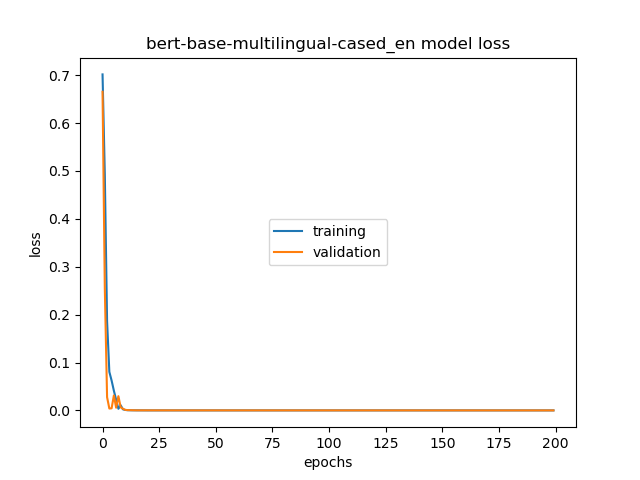 bert-base-multilingual-cased_en model loss
loss
0.7
0.6
0.5
0.4
0.3
0.2
0.1
0.0
training
validation
0 25 50 75 100 125 150 175 200
epochs